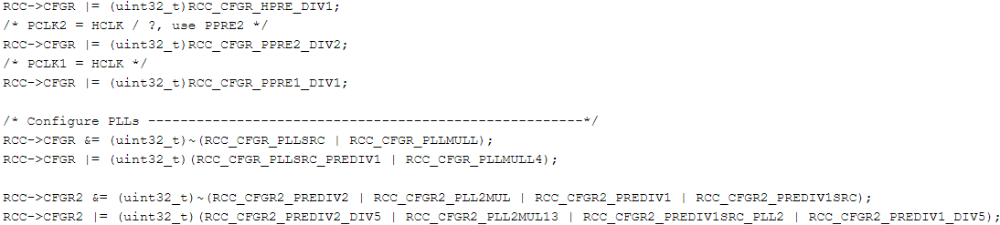 RCC->CFGR |= (uint32_t)RCC_CFGR_HPRE_DIV1;
/* PCLK2 = HCLK / ?, use PPRE2 */
RCC->CFGR |= (uint32_t)RCC_CFGR_PPRE2_DIV2;
/* PCLK1 = HCLK */
RCC->CFGR |= (uint32_t)RCC_CFGR_PPRE1_DIV1;
/* Configure PLLs ------------------------------------------------------*/
RCC->CFGR &= (uint32_t)~(RCC_CFGR_PLLSRC | RCC_CFGR_PLLMULL);
RCC->CFGR |= (uint32_t)(RCC_CFGR_PLLSRC_PREDIV1 | RCC_CFGR_PLLMULL4);
RCC->CFGR2 &= (uint32_t)~(RCC_CFGR2_PREDIV2 | RCC_CFGR2_PLL2MUL | RCC_CFGR2_PREDIV1 | RCC_CFGR2_PREDIV1SRC);
RCC->CFGR2 |= (uint32_t)(RCC_CFGR2_PREDIV2_DIV5 | RCC_CFGR2_PLL2MUL13 | RCC_CFGR2_PREDIV1SRC_PLL2 | RCC_CFGR2_PREDIV1_DIV5);